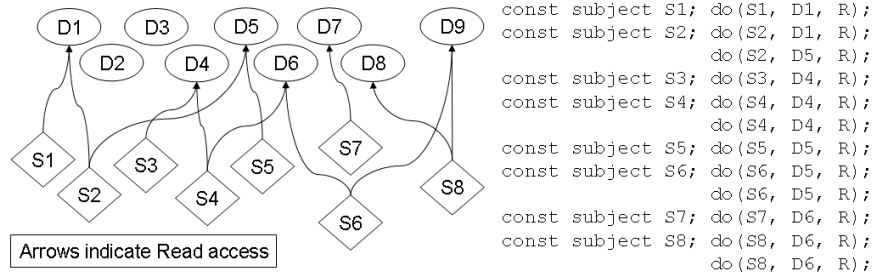 D1 D3 D5 D7 D9
D2 D4 D6 D8
S1 S2 S3 S4 S5 S7 S6 S8
Arrows indicate Read access
const subject S1; do(S1, D1, R);
const subject S2; do(S2, D1, R);
do(S2, D5, R);
const subject S3; do(S3, D4, R);
const subject S4; do(S4, D4, R);
do(S4, D4, R);
const subject S5; do(S5, D5, R);
const subject S6; do(S6, D5, R);
do(S6, D5, R);
const subject S7; do(S7, D6, R);
const subject S8; do(S8, D6, R);
do(S8, D6, R);